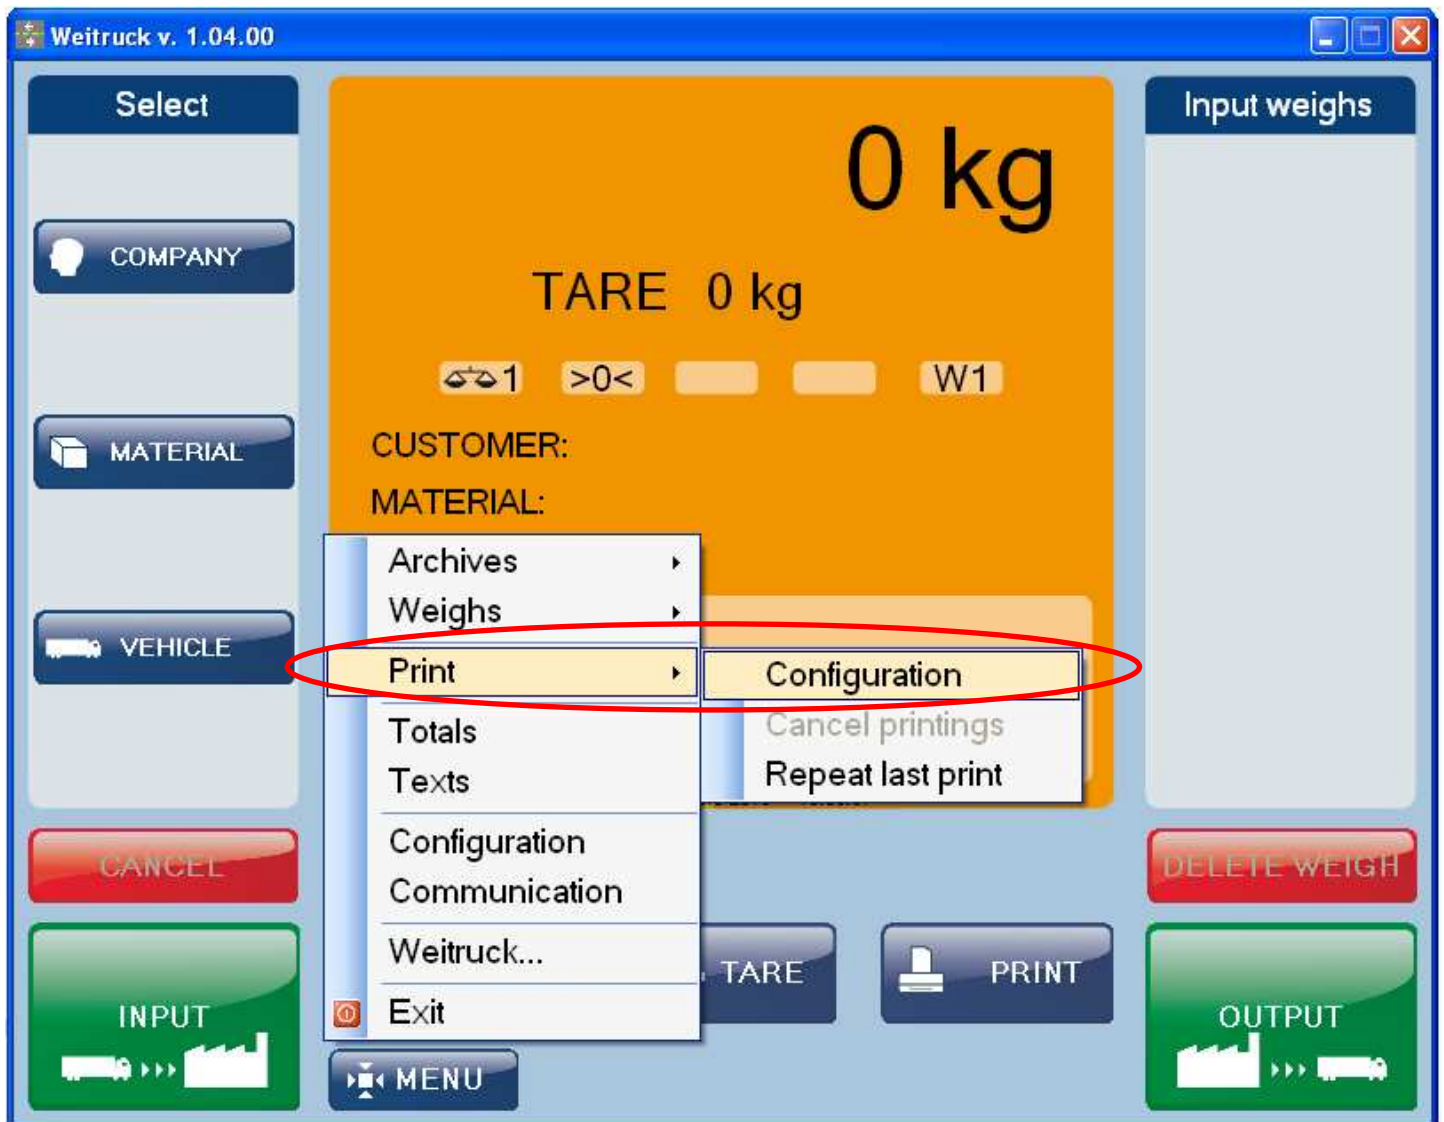 Weitruck v. 1.04.00
Select
COMPANY
MATERIAL
VEHICLE
CANCEL
INPUT
0 kg
TARE 0 kg
1 >0< W1
CUSTOMER:
MATERIAL:
Archives
Weighs
Print
Totals
Texts
Configuration
Communication
Weitruck...
Exit
Configuration
Cancel printings
Repeat last print
MENU
TARE
PRINT
Input weighs
DELETE WEIGH
OUTPUT